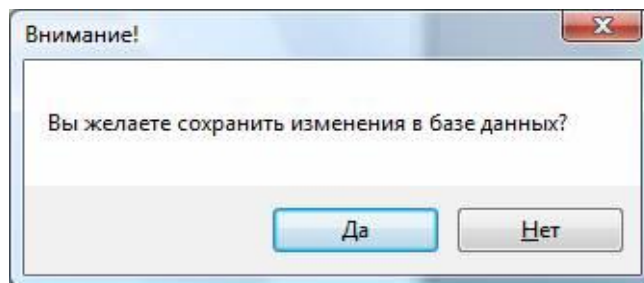 Внимание!
Вы желаете сохранить изменения в базе данных?
Да
Нет